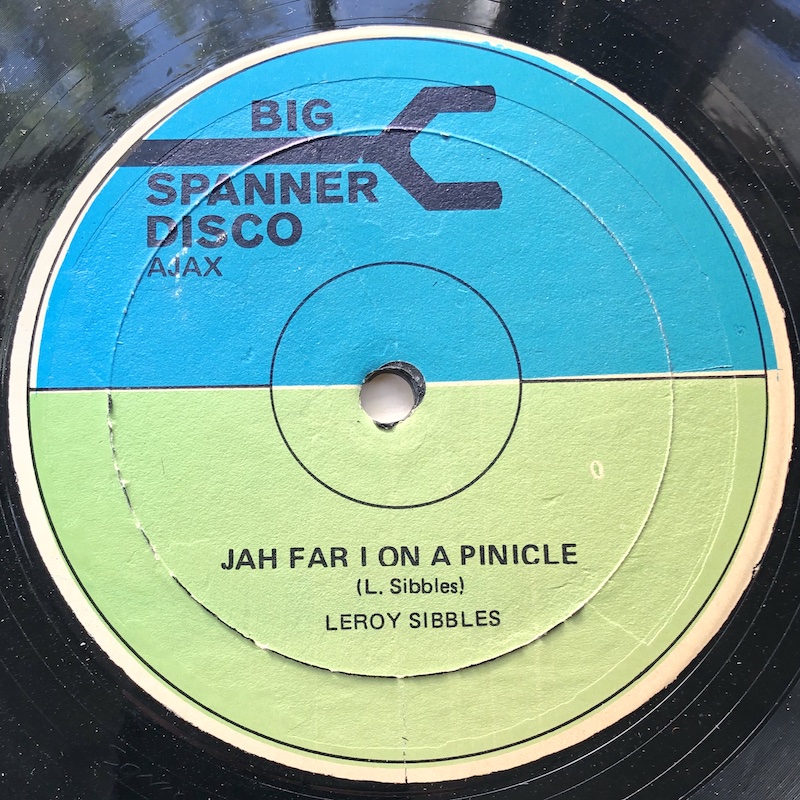 BIG
SPANNER
DISCO
AJAX
JAH FAR I ON A PINICLE
(L. Sibbles)
LEROY SIBBLES